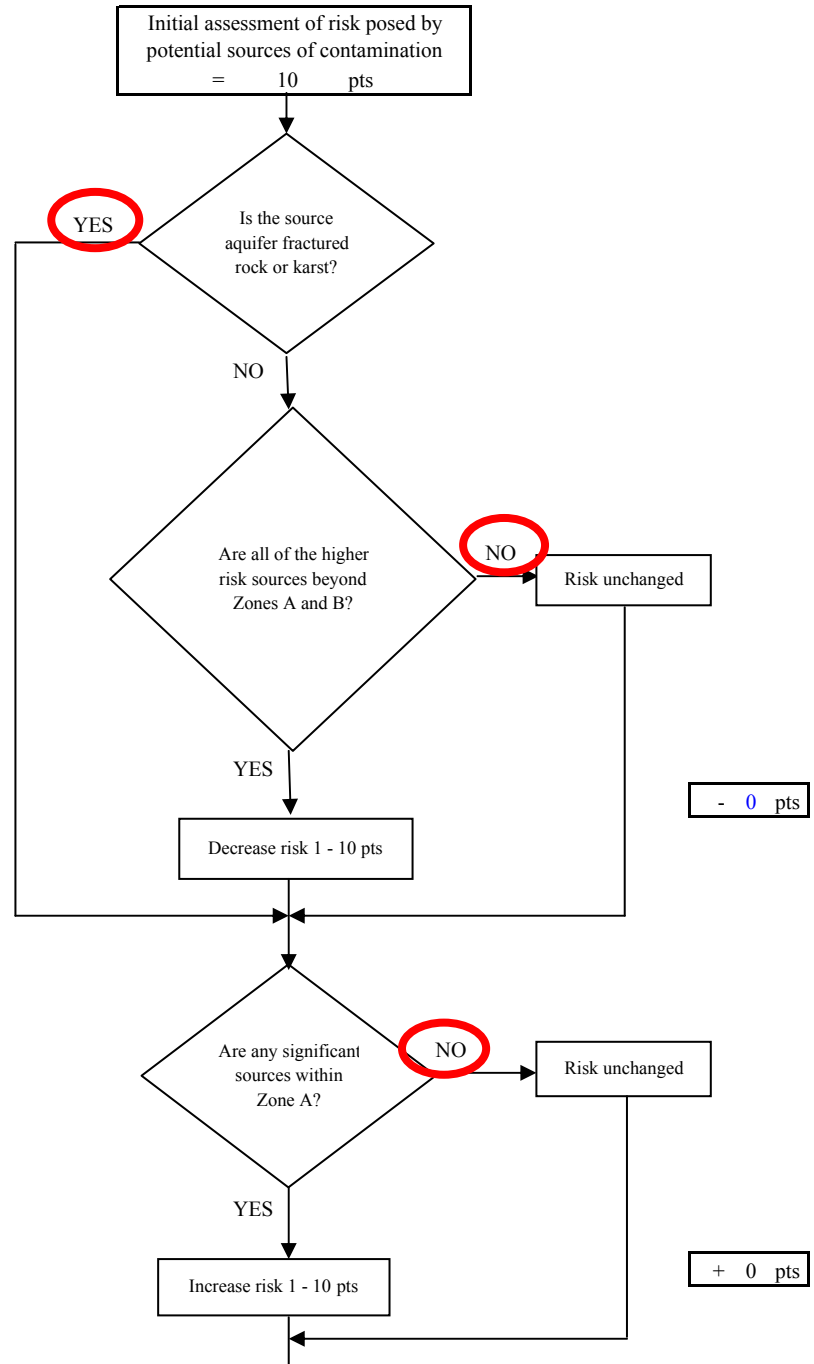 Initial assessment of risk posed by
potential sources of contamination
= 10 pts
YES
Is the source
aquifer fractured
rock or karst?
NO
Are all of the higher
risk sources beyond
Zones A and B?
NO
Risk unchanged
YES
- 0 pts
Decrease risk 1 - 10 pts
Are any significant
sources within
Zone A?
NO
Risk unchanged
YES
+ 0 pts
Increase risk 1 - 10 pts